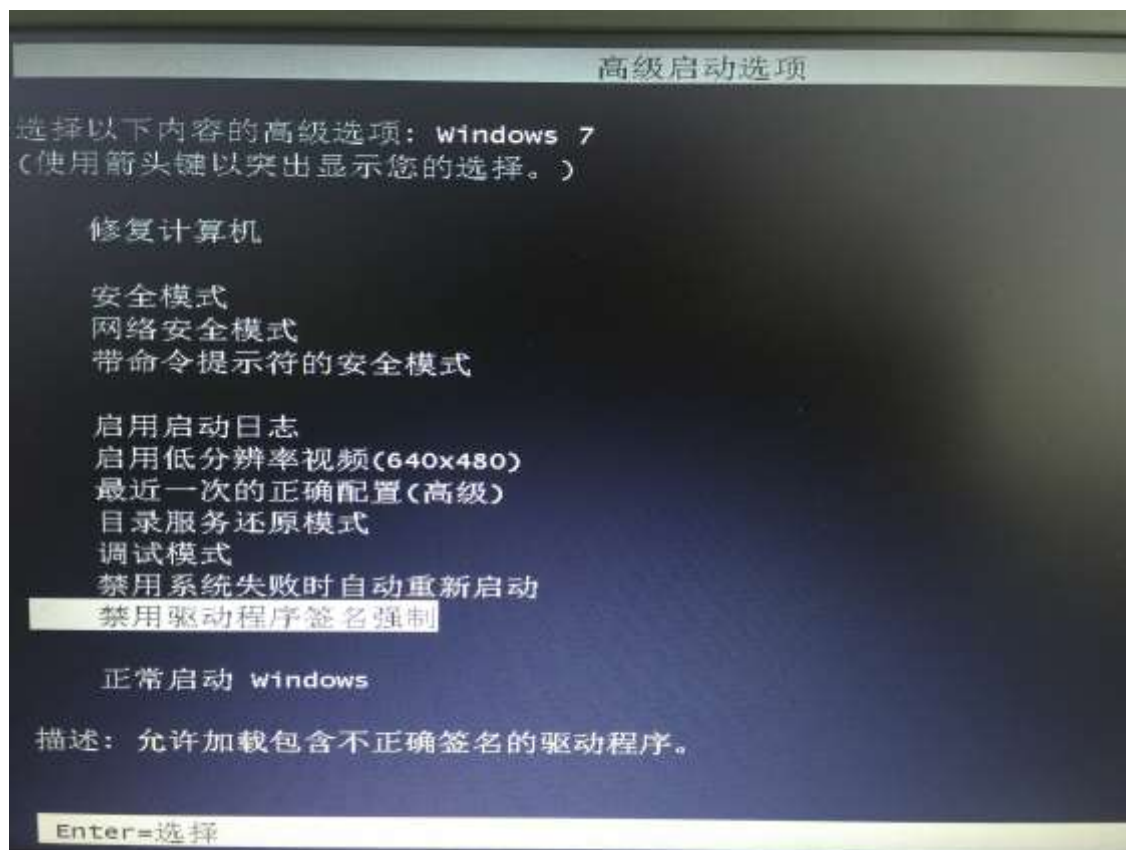 高级启动选项
选择以下内容的高级选项: Windows 7
(使用箭头键以突出显示您的选择。)
修复计算机
安全模式
网络安全模式
带命令提示符的安全模式
启用启动日志
启用低分辨率视频(640x480)
最近一次的正确配置(高级)
目录服务还原模式
调试模式
禁用系统失败时自动重新启动
禁用驱动程序签名强制
正常启动 Windows
描述: 允许加载包含不正确签名的驱动程序。
Enter=选择